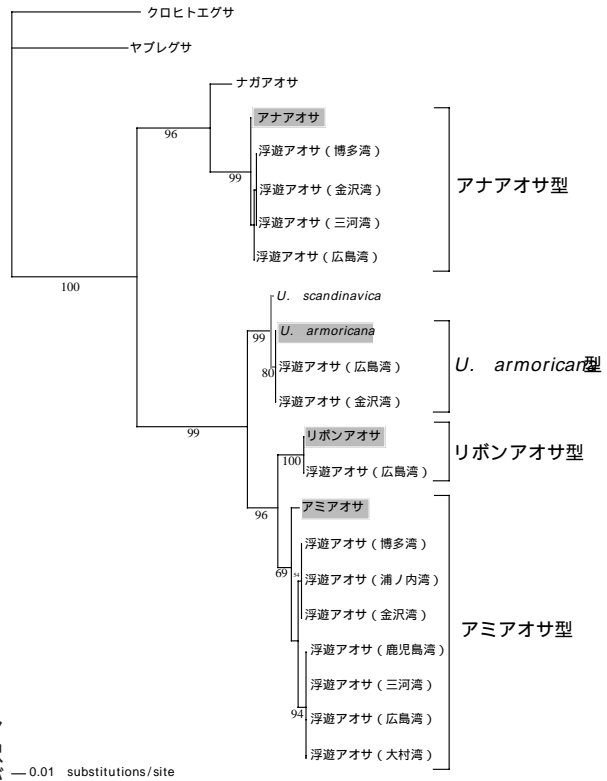 クロヒトエグサ
ヤブレグサ
ナガアオサ
96
アナアオサ
浮遊アオサ（博多湾）
99
アナアオサ型
浮遊アオサ（金沢湾）
浮遊アオサ（三河湾）
浮遊アオサ（広島湾）
100
U. scandinavica
99
U. armoricana
80
浮遊アオサ（広島湾）
U. armoricana型
浮遊アオサ（金沢湾）
99
リボンアオサ
リボンアオサ型
100
浮遊アオサ（広島湾）
96
アミアオサ
浮遊アオサ（博多湾）
69
54
浮遊アオサ（浦ノ内湾）
浮遊アオサ（金沢湾）
アミアオサ型
浮遊アオサ（鹿児島湾）
浮遊アオサ（三河湾）
94
浮遊アオサ（広島湾）
浮遊アオサ（大村湾）
0.01 substitutions/site